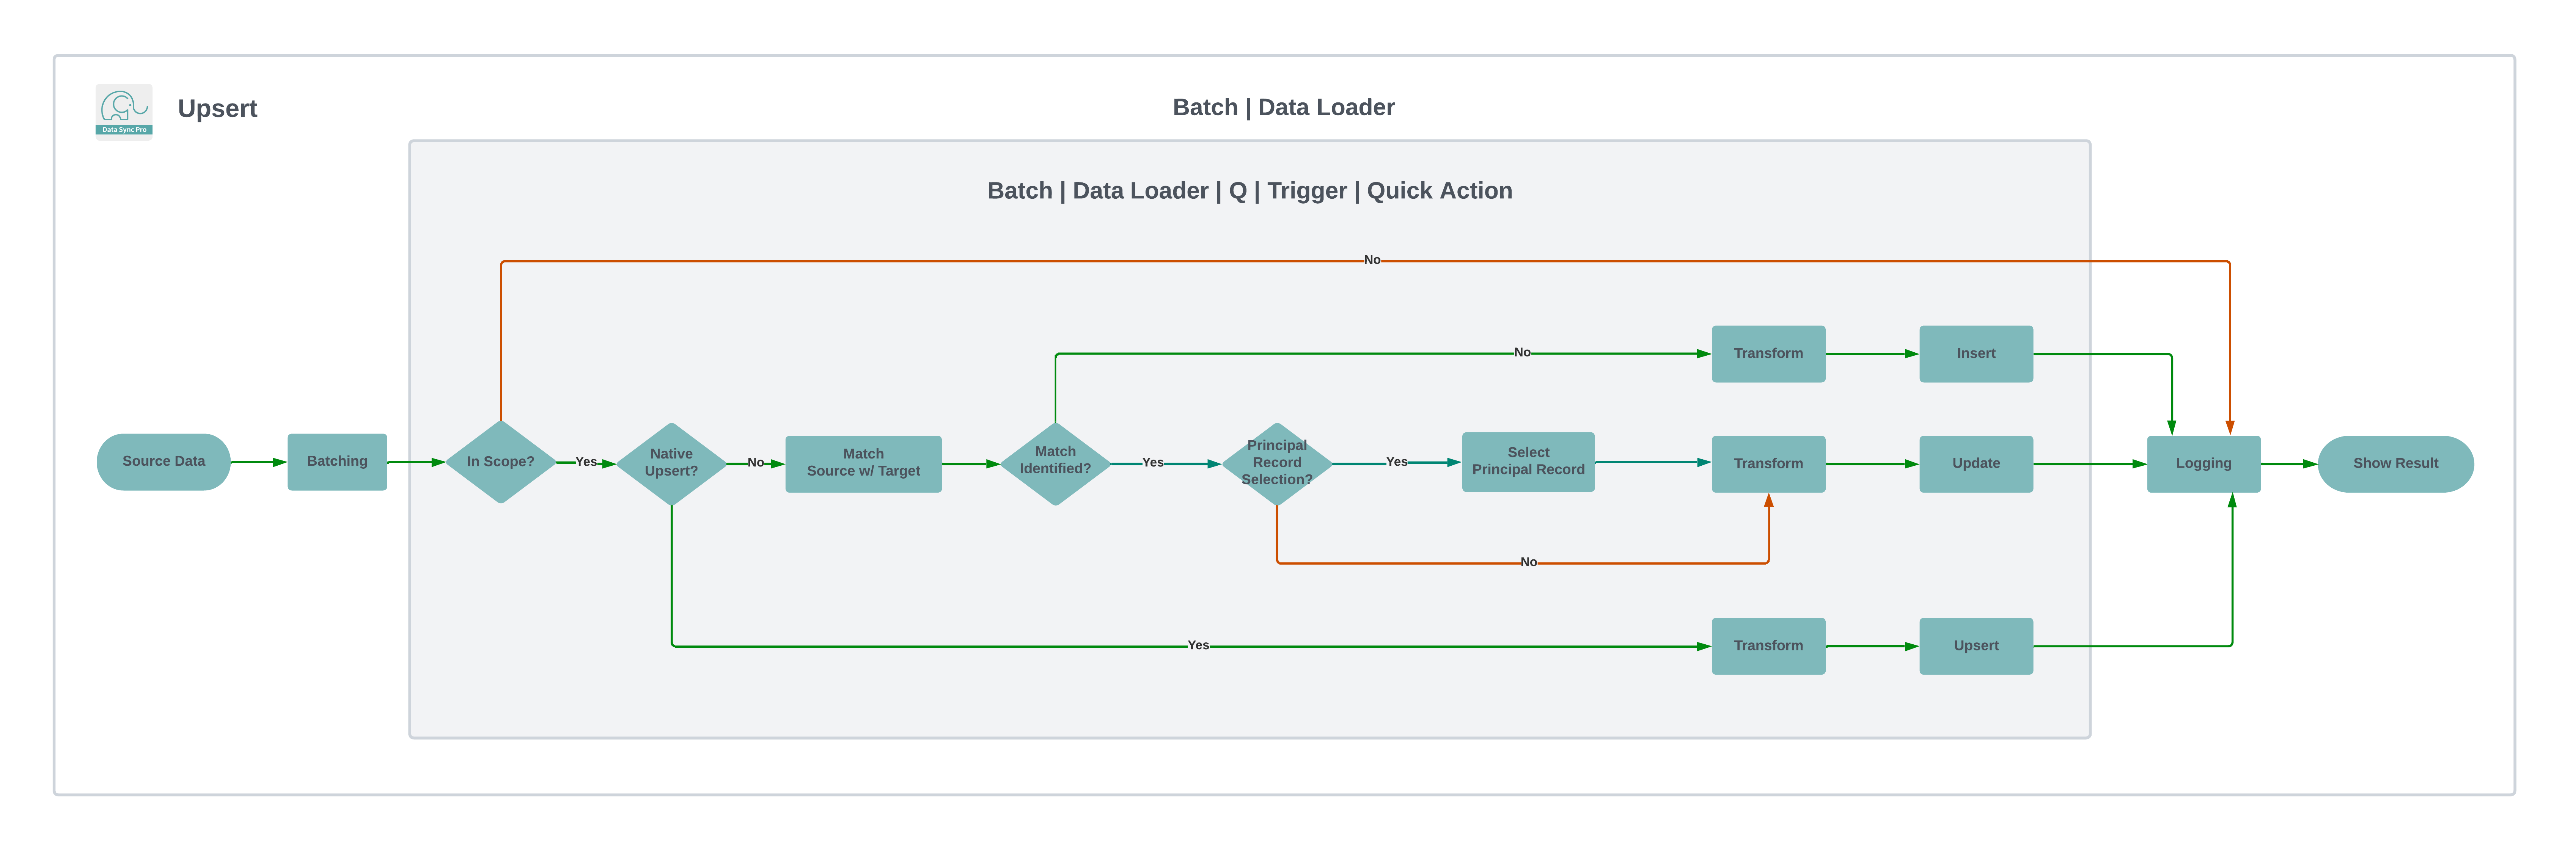 Data Sync Pro
Upsert
Batch | Data Loader
Batch | Data Loader | Q | Trigger | Quick Action
No
No
Transform
Insert
Source Data
Batching
In Scope?
Yes
Native
Upsert?
No
Match
Source w/ Target
Match
Identified?
Yes
Principal
Record
Selection?
Yes
Select
Principal Record
Transform
Update
Logging
Show Result
No
Yes
Transform
Upsert